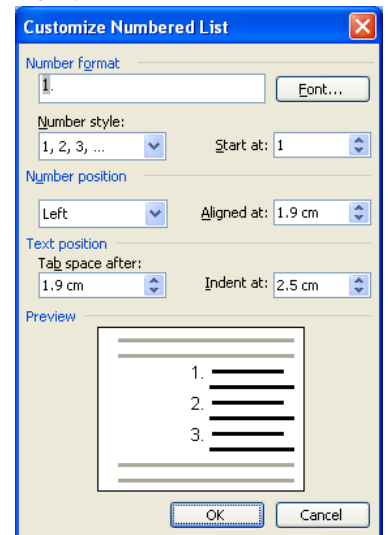 Customize Numbered List
Number format
1.
Font...
Number style:
1, 2, 3, ...
Start at: 1
Number position
Left
Aligned at: 1.9 cm
Text position
Tab space after:
1.9 cm
Indent at: 2.5 cm
Preview
1.
2.
3.
OK
Cancel